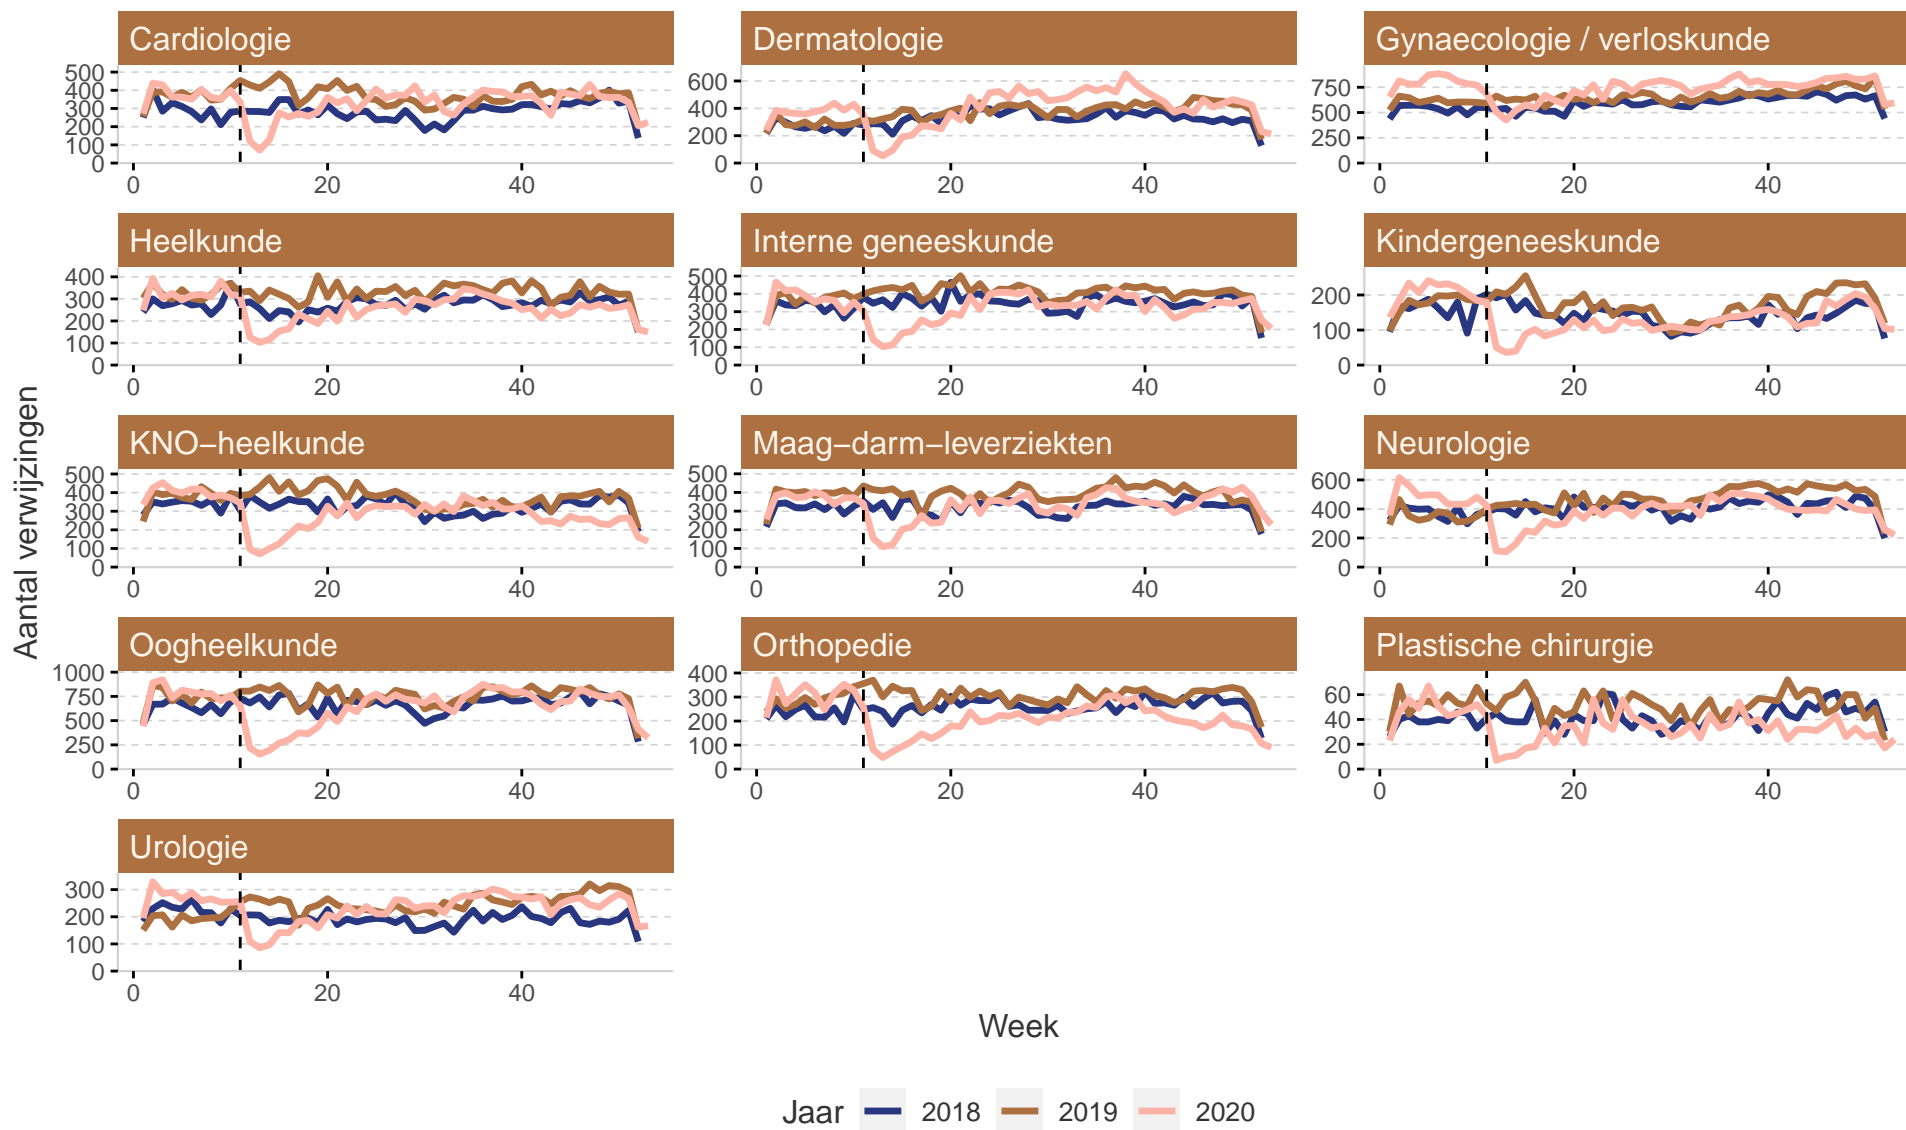 Cardiologie
Dermatologie
Gynaecologie / verloskunde
500
400
300
200
100
0
0 20 40
600
400
200
0
0 20 40
750
500
250
0
0 20 40
Heelkunde
Interne geneeskunde
Kindergeneeskunde
400
300
200
100
0
0 20 40
500
400
300
200
100
0
0 20 40
200
100
0
0 20 40
KNO−heelkunde
Maag−darm−leverziekten
Neurologie
500
400
300
200
100
0
0 20 40
500
400
300
200
100
0
0 20 40
600
400
200
0
0 20 40
Oogheelkunde
Orthopedie
Plastische chirurgie
1000
750
500
250
0
0 20 40
400
300
200
100
0
0 20 40
60
40
20
0
0 20 40
Urologie
300
200
100
0
0 20 40
Aantal verwijzingen
Week
Jaar 2018 2019 2020